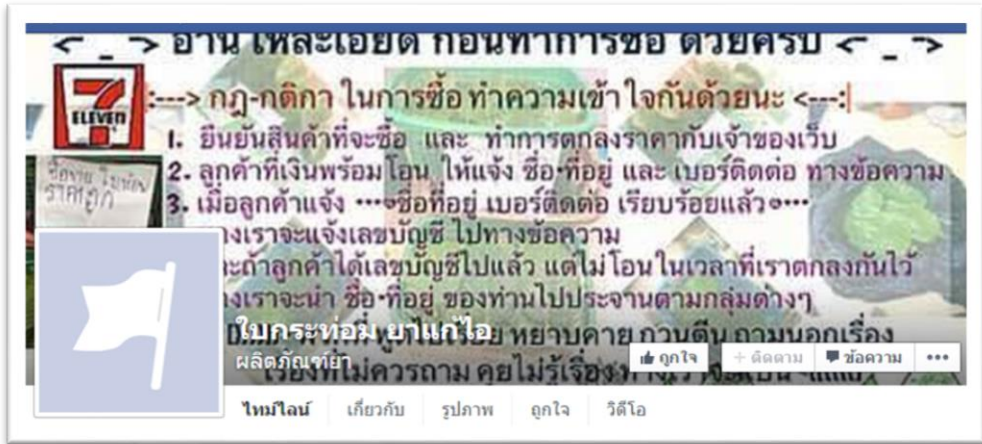 < _ _ > อ่าน ให้ละเอียด ก่อนทำการซื้อ ด้วยครับ < _ _ >
:---> กฎ-กติกา ในการซื้อ ทำความเข้าใจกันด้วยนะ <---:
7 ELEVEN
1. ยืนยันสินค้าที่จะซื้อ และ ทำการตกลงราคากับเจ้าของเว็บ
2. ลูกค้าที่เงินพร้อมโอน ให้แจ้ง ชื่อ-ที่อยู่ และ เบอร์ติดต่อ ทางข้อความ
ราคาถูก
3. เมื่อลูกค้าแจ้ง ชื่อที่อยู่ เบอร์ติดต่อ เรียบร้อยแล้ว
างเราจะแจ้งเลขบัญชี ไปทางข้อความ
ละถ้าลูกค้าได้เลขบัญชีไปแล้ว แต่ไม่โอนในเวลาที่เราตกลงกันไว้
างเราจะนำ ชื่อ-ที่อยู่ ของท่านไปประจานตามกลุ่มต่างๆ
หยาบคาย กวนตีน ถามนอกเรื่อง
ใบกระท่อม ยาแก้ไอ
ผลิตภัณฑ์ยา
เรื่องที่ไม่ควรถาม คุยไม่รู้เรื่อง
ถูกใจ + ติดตาม ข้อความ •••
ไทม์ไลน์ เกี่ยวกับ รูปภาพ ถูกใจ วิดีโอ